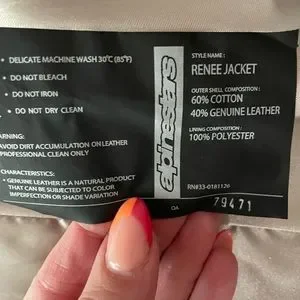 • DELICATE MACHINE WASH 30°C (85°F)
• DO NOT BLEACH
• DO NOT IRON
• DO NOT DRY CLEAN
WARNING:
AVOID DIRT ACCUMULATION ON LEATHER
PROFESSIONAL CLEAN ONLY
CHARACTERISTICS:
• GENUINE LEATHER IS A NATURAL PRODUCT
THAT CAN BE SUBJECTED TO COLOR
IMPERFECTION OR SHADE VARIATION
alpinestars
STYLE NAME :
RENEE JACKET
OUTER SHELL COMPOSITION :
60% COTTON
40% GENUINE LEATHER
LINING COMPOSITION :
100% POLYESTER
RN#33-0181126
OA
79471